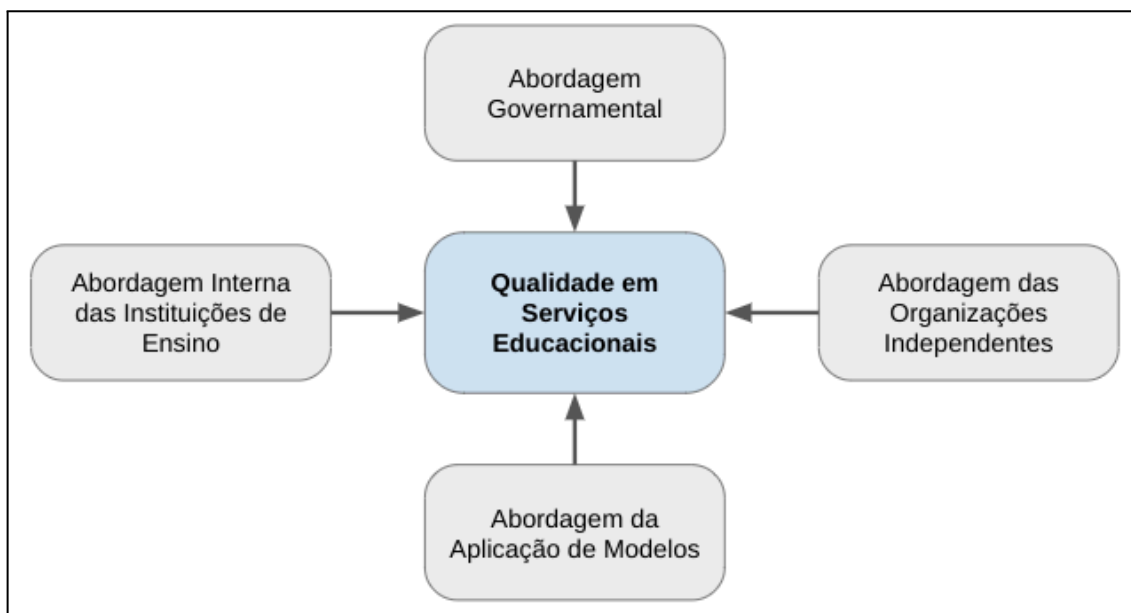 Abordagem
Governamental
Abordagem Interna
das Instituições de
Ensino
Qualidade em
Serviços
Educacionais
Abordagem das
Organizações
Independentes
Abordagem da
Aplicação de Modelos